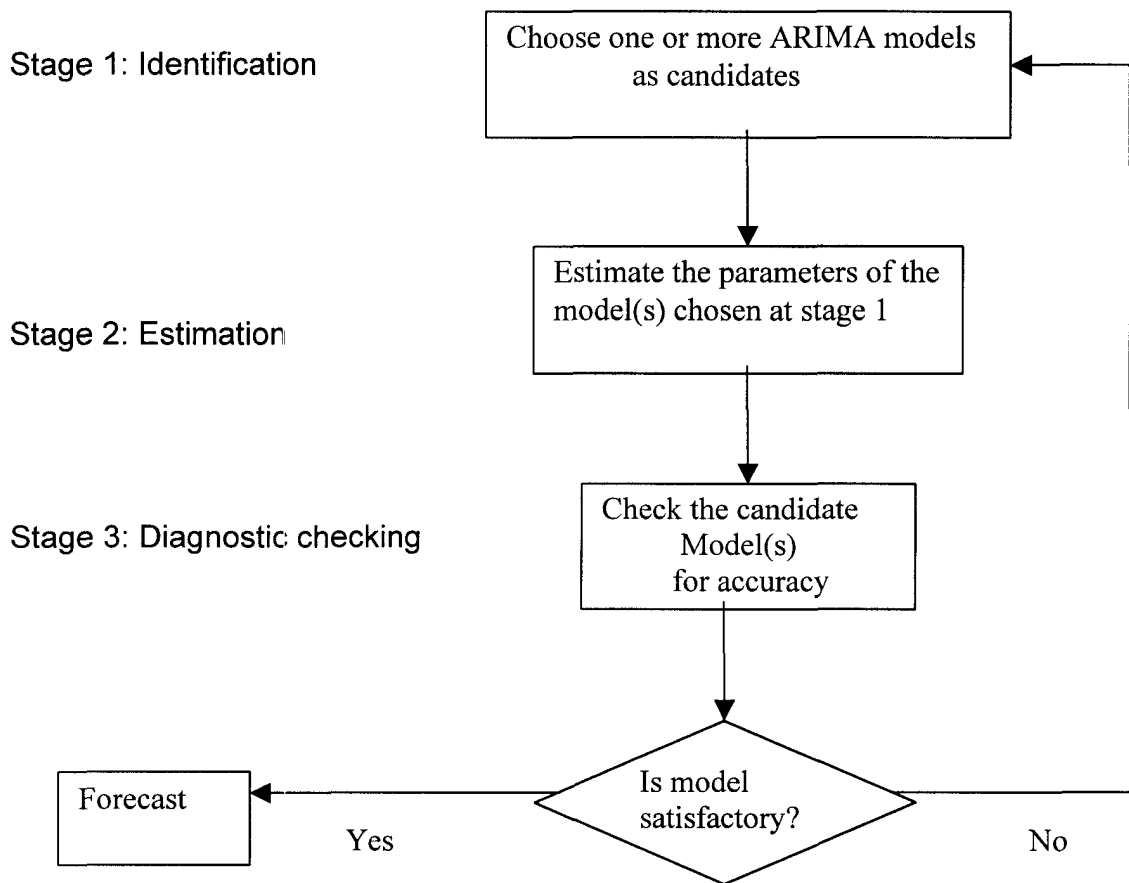 Stage 1: Identification
Choose one or more ARIMA models
as candidates
Stage 2: Estimation
Estimate the parameters of the
model(s) chosen at stage 1
Stage 3: Diagnostic checking
Check the candidate
Model(s)
for accuracy
Is model
satisfactory?
Forecast
Yes
No